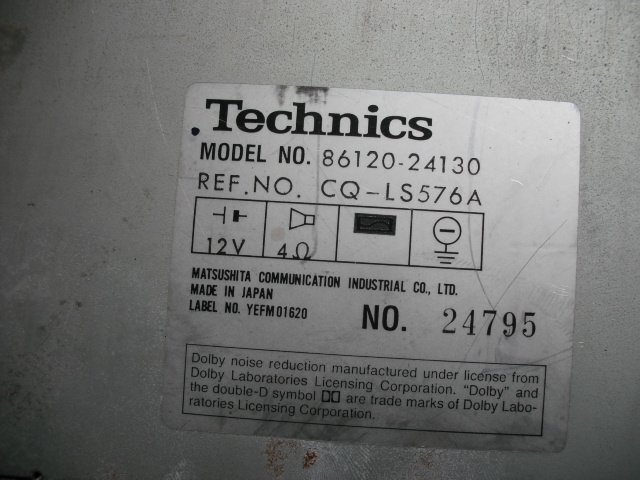 Technics
MODEL NO. 86120-24130
REF.NO. CQ-LS576A
12V 4Ω
MATSUSHITA COMMUNICATION INDUSTRIAL CO., LTD.
MADE IN JAPAN
LABEL NO. YEFM01620
NO. 24795
Dolby noise reduction manufactured under license from
Dolby Laboratories Licensing Corporation. "Dolby" and
the double-D symbol are trade marks of Dolby Labo-
ratories Licensing Corporation.